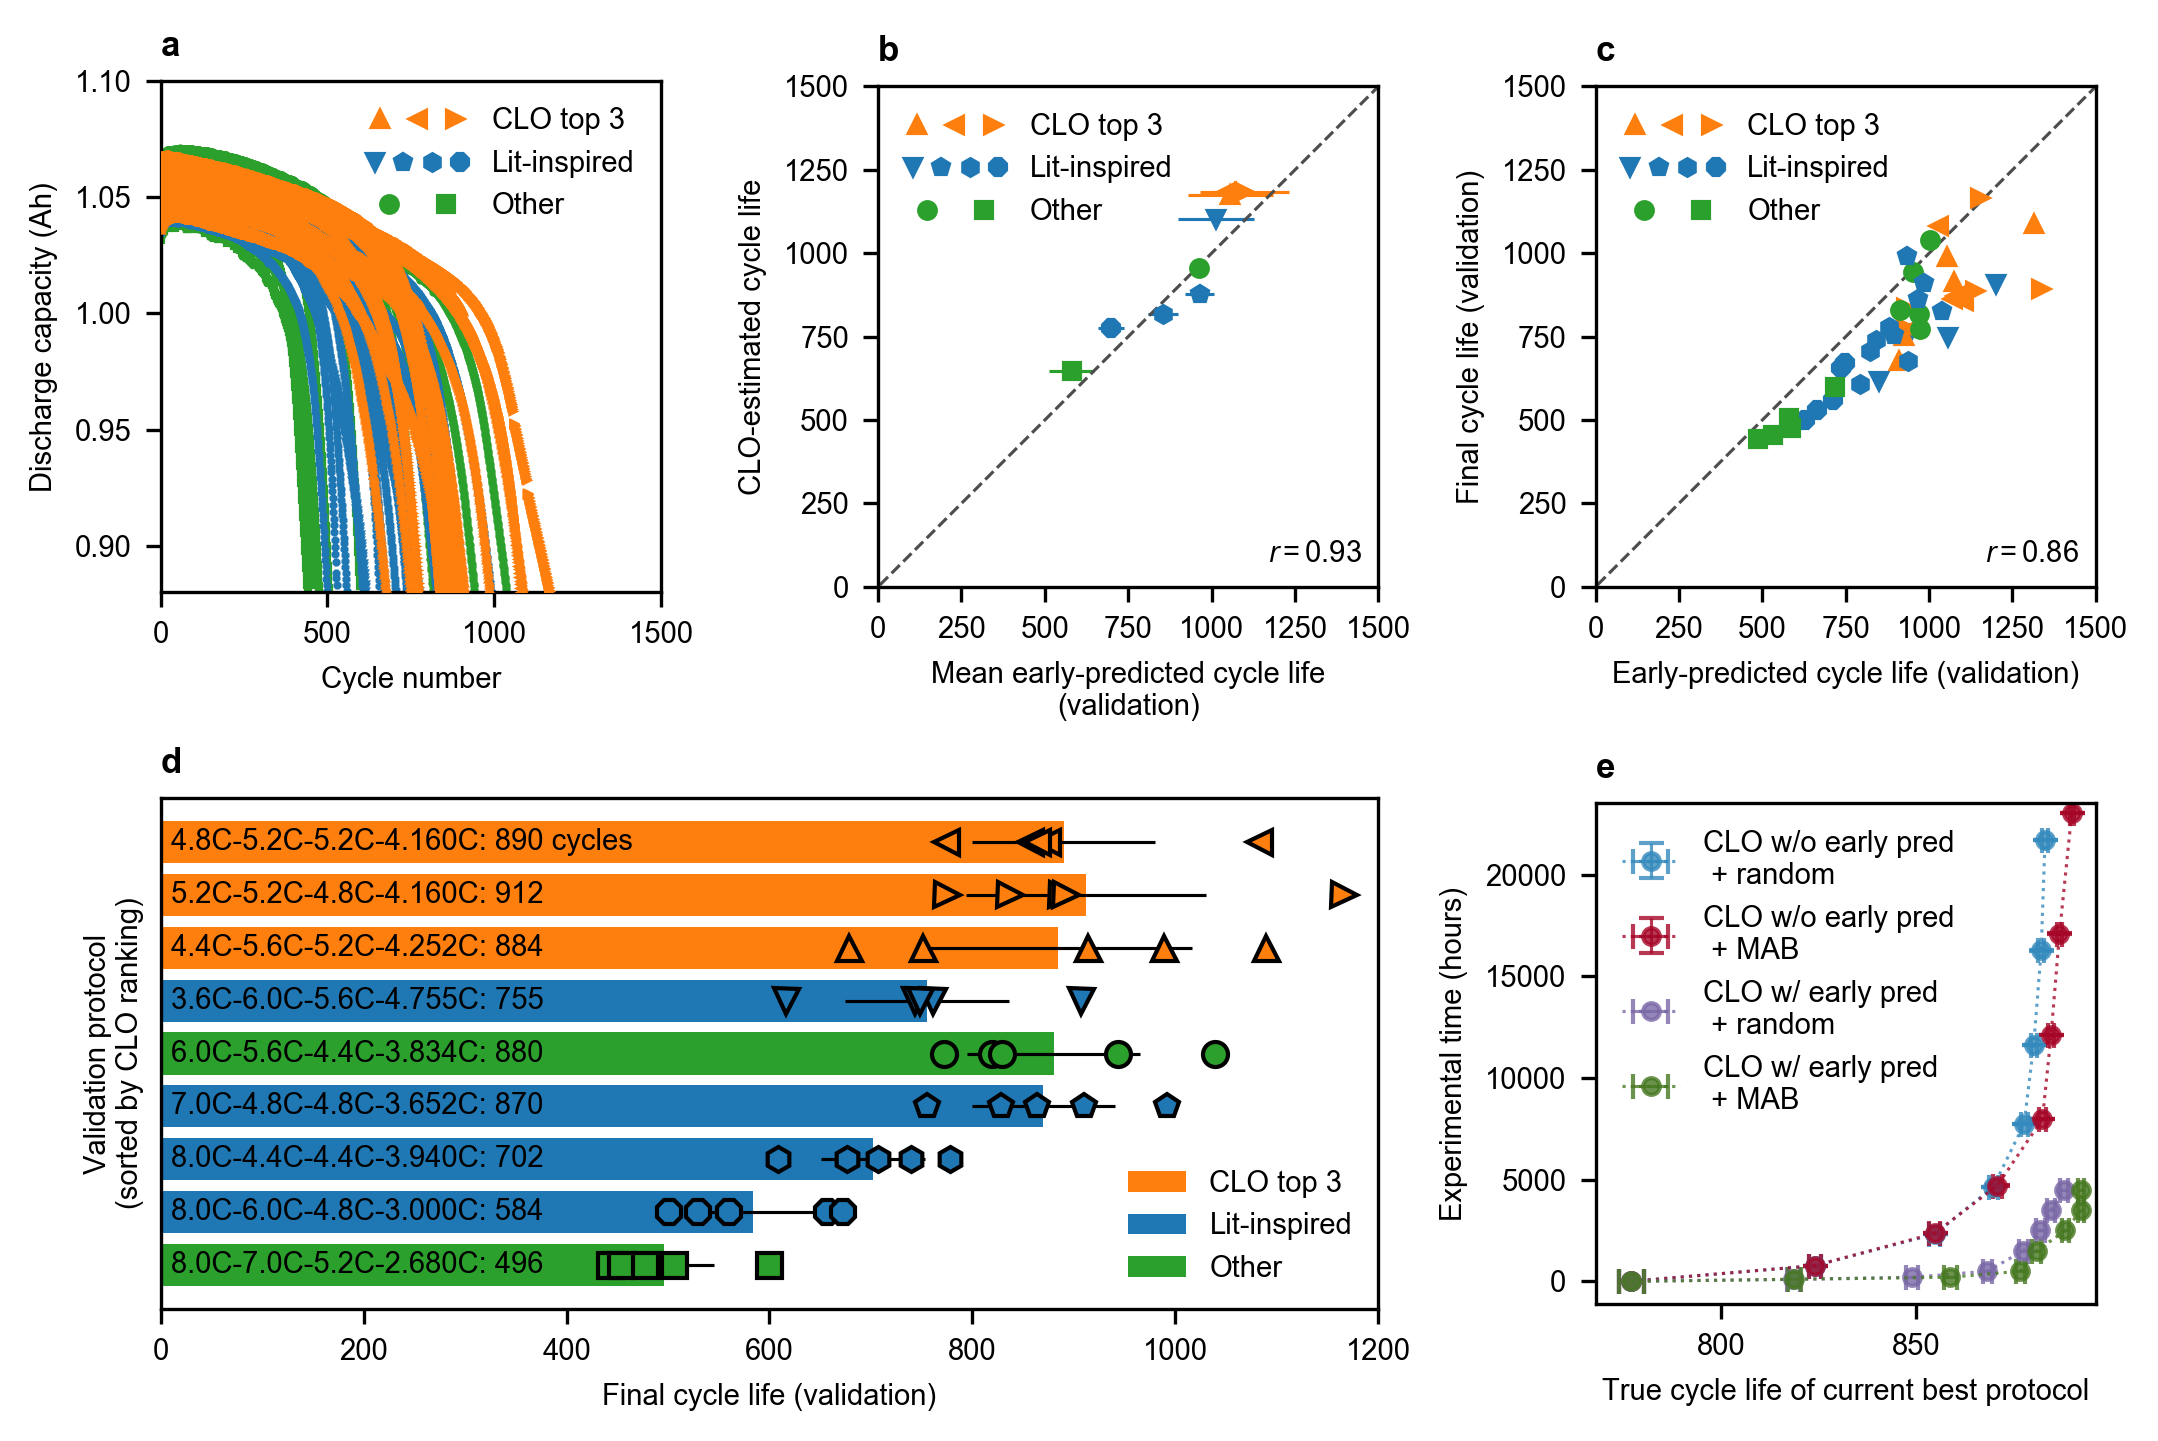 a
1.10
1.05
1.00
0.95
0.90
Discharge capacity (Ah)
CLO top 3
Lit-inspired
Other
0
500
1000
1500
Cycle number
b
1500
1250
1000
750
500
250
0
CLO-estimated cycle life
CLO top 3
Lit-inspired
Other
r = 0.93
0
250
500
750
1000
1250
1500
Mean early-predicted cycle life
(validation)
c
1500
1250
1000
750
500
250
0
Final cycle life (validation)
CLO top 3
Lit-inspired
Other
r = 0.86
0
250
500
750
1000
1250
1500
Early-predicted cycle life (validation)
d
Validation protocol
(sorted by CLO ranking)
4.8C-5.2C-5.2C-4.160C: 890 cycles
5.2C-5.2C-4.8C-4.160C: 912
4.4C-5.6C-5.2C-4.252C: 884
3.6C-6.0C-5.6C-4.755C: 755
6.0C-5.6C-4.4C-3.834C: 880
7.0C-4.8C-4.8C-3.652C: 870
8.0C-4.4C-4.4C-3.940C: 702
8.0C-6.0C-4.8C-3.000C: 584
8.0C-7.0C-5.2C-2.680C: 496
CLO top 3
Lit-inspired
Other
0
200
400
600
800
1000
1200
Final cycle life (validation)
e
20000
15000
10000
5000
0
Experimental time (hours)
CLO w/o early pred
+ random
CLO w/o early pred
+ MAB
CLO w/ early pred
+ random
CLO w/ early pred
+ MAB
800
850
True cycle life of current best protocol